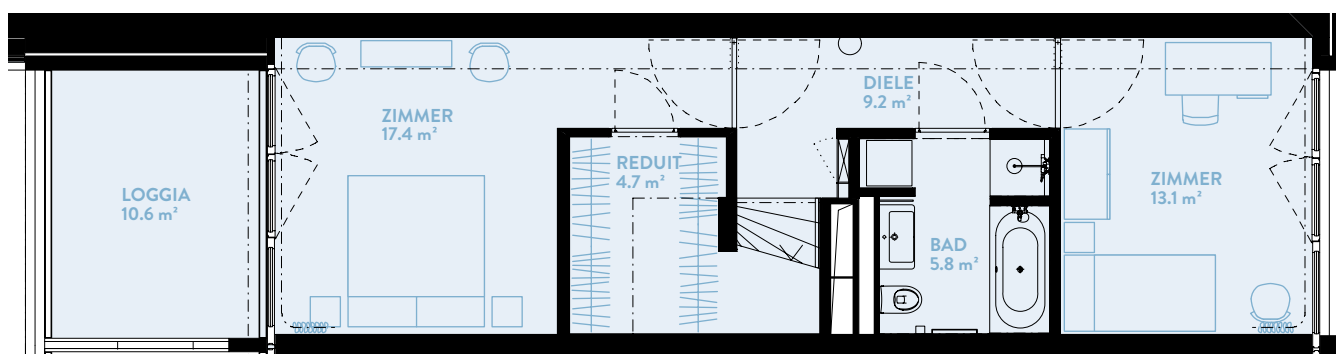 LOGGIA
10.6 m²
ZIMMER
17.4 m²
REDUIT
4.7 m²
DIELE
9.2 m²
BAD
5.8 m²
ZIMMER
13.1 m²